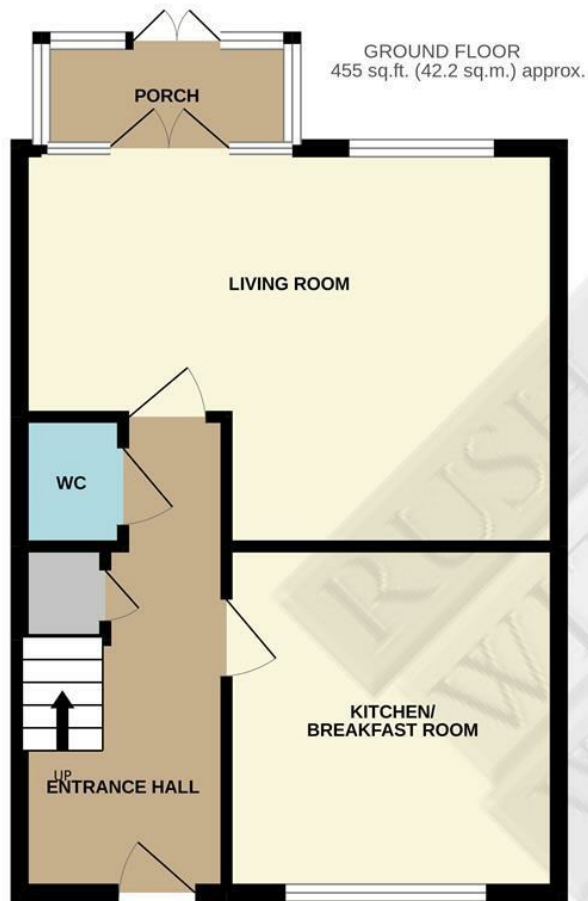 GROUND FLOOR
455 sq.ft. (42.2 sq.m.) approx.
PORCH
LIVING ROOM
WC
KITCHEN/
BREAKFAST ROOM
UP
ENTRANCE HALL
RUSH